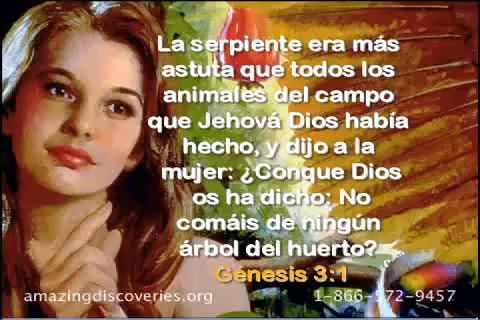 La serpiente era más
astuta que todos los
animales del campo
que Jehová Dios había
hecho, y dijo a la
mujer: ¿Conque Dios
os ha dicho: No
comáis de ningún
árbol del huerto?
Génesis 3:1
amazingdiscoveries.org 1-866-572-9457